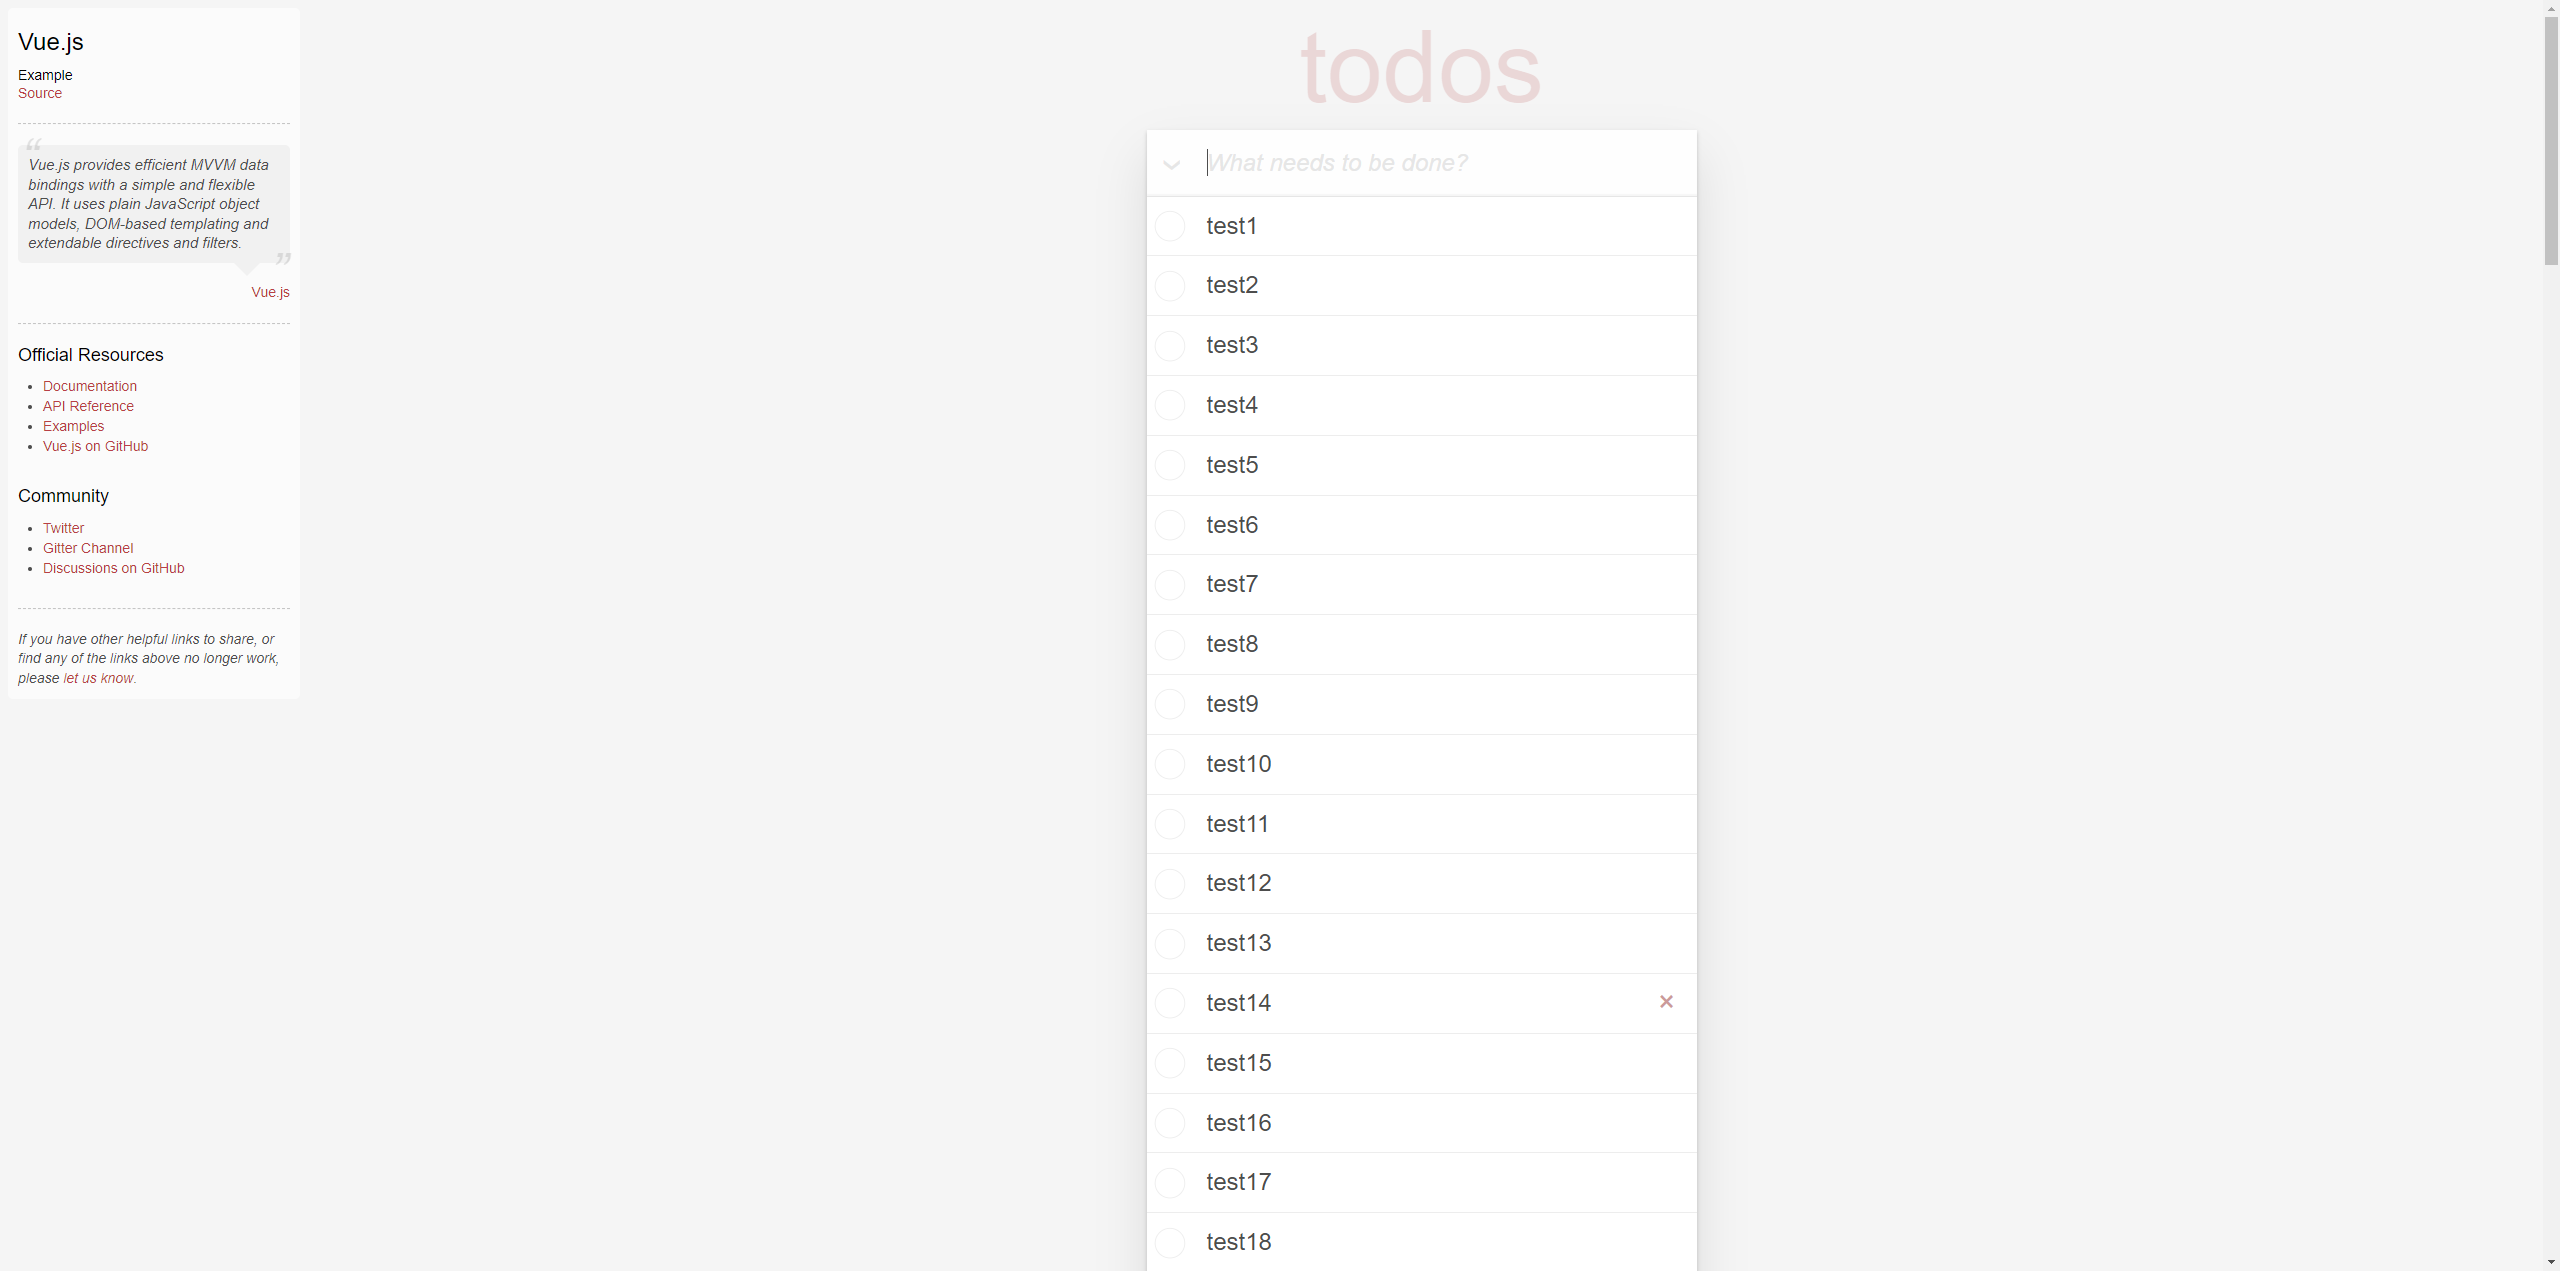 Vue.js
Example
Source
“
Vue.js provides efficient MVVM data
bindings with a simple and flexible
API. It uses plain JavaScript object
models, DOM-based templating and
extendable directives and filters.
”
Vue.js
Official Resources
Documentation
API Reference
Examples
Vue.js on GitHub
Community
Twitter
Gitter Channel
Discussions on GitHub
If you have other helpful links to share, or
find any of the links above no longer work,
please let us know.
todos
What needs to be done?
test1
test2
test3
test4
test5
test6
test7
test8
test9
test10
test11
test12
test13
test14 ×
test15
test16
test17
test18